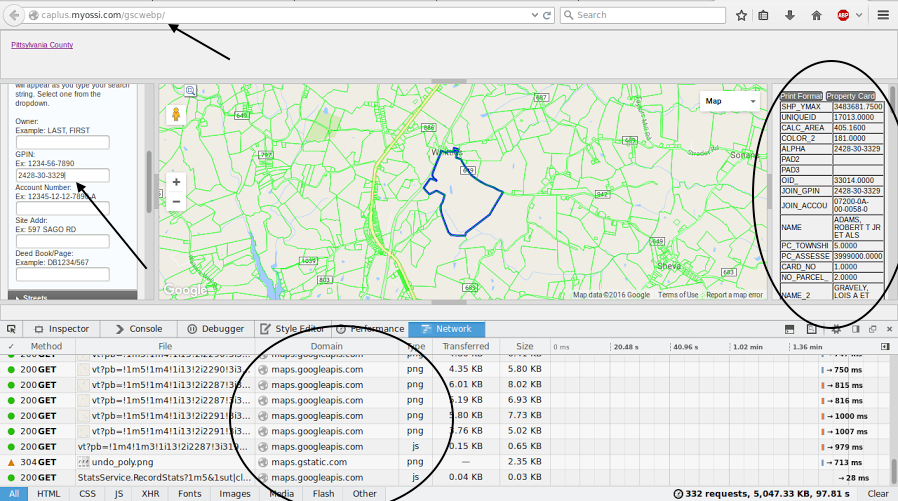 caplus.myossi.com/gscwebp/
Search
ABP
Pittsylvania County
will appear as you type your search
string. Select one from the
dropdown.
Owner:
Example: LAST, FIRST
GPIN:
Ex: 1234-56-7890
2428-30-3329
Account Number:
Ex: 12345-12-12-7890-A
Site Addr:
Ex: 597 SAGO RD
Deed Book/Page:
Example: DB1234/567
Streets
Map
Google
Map data ©2016 Google Terms of Use Report a map error
649
797
667
686
649
640
842
649
683
1039
803
685
Sheva
Print Format Property Card
SHP_YMAX 3483681.7500
UNIQUEID 17013.0000
CALC_AREA 405.1600
COLOR_2 181.0000
ALPHA 2428-30-3329
PAD2
PAD3
OID 33014.0000
JOIN_GPIN 2428-30-3329
JOIN_ACCOU 07200-0A-00-0058-0
NAME ADAMS, ROBERT T JR ET ALS
PC_TOWNSHI 5.0000
PC_ASSESSE 3999000.0000
CARD_NO 1.0000
NO_PARCEL_ 2.0000
NAME_2 GRAVELY, LOIS A ET
Inspector Console Debugger Style Editor Performance Network
Method File Domain Type Transferred Size 0 ms 20.48 s 40.96 s 1.02 min 1.36 min
200 GET maps.googleapis.com png
200 GET vt?pb=!1m5!1m4!1i13!2i2290!3i3... maps.googleapis.com png 4.35 KB 5.80 KB → 750 ms
200 GET vt?pb=!1m5!1m4!1i13!2i2287!3i3... maps.googleapis.com png 6.01 KB 8.02 KB → 815 ms
200 GET vt?pb=!1m5!1m4!1i13!2i2287!3i3... maps.googleapis.com png 5.19 KB 6.93 KB → 816 ms
200 GET vt?pb=!1m5!1m4!1i13!2i2291!3i3... maps.googleapis.com png 5.80 KB 7.73 KB → 1000 ms
200 GET vt?pb=!1m5!1m4!1i13!2i2291!3i3... maps.googleapis.com png 3.76 KB 5.02 KB → 1007 ms
200 GET vt?pb=!1m4!1m3!1i13!2i2287!3i319... maps.googleapis.com js 0.15 KB 0.65 KB → 979 ms
304 GET undo_poly.png maps.gstatic.com png — 2.35 KB → 713 ms
200 GET StatsService.RecordStats?1m5&1sut|cl... maps.googleapis.com js 0.04 KB 0.03 KB → 28 ms
All HTML CSS JS XHR Fonts Images Media Flash Other 332 requests, 5,047.33 KB, 97.81 s Clear